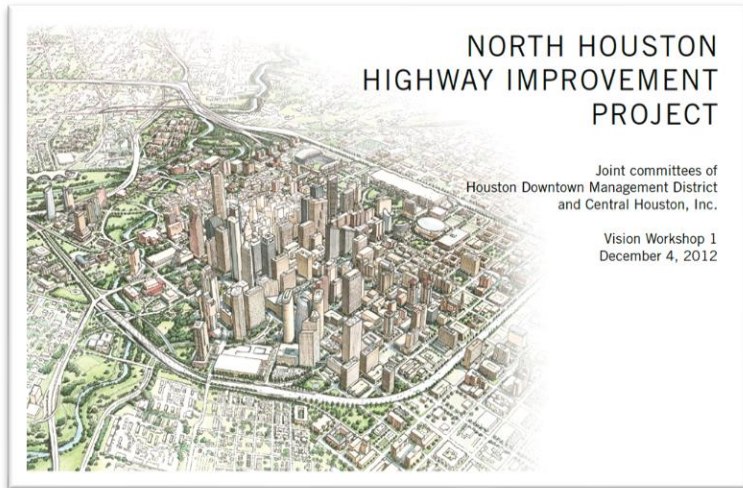 NORTH HOUSTON
HIGHWAY IMPROVEMENT
PROJECT
Joint committees of
Houston Downtown Management District
and Central Houston, Inc.
Vision Workshop 1
December 4, 2012